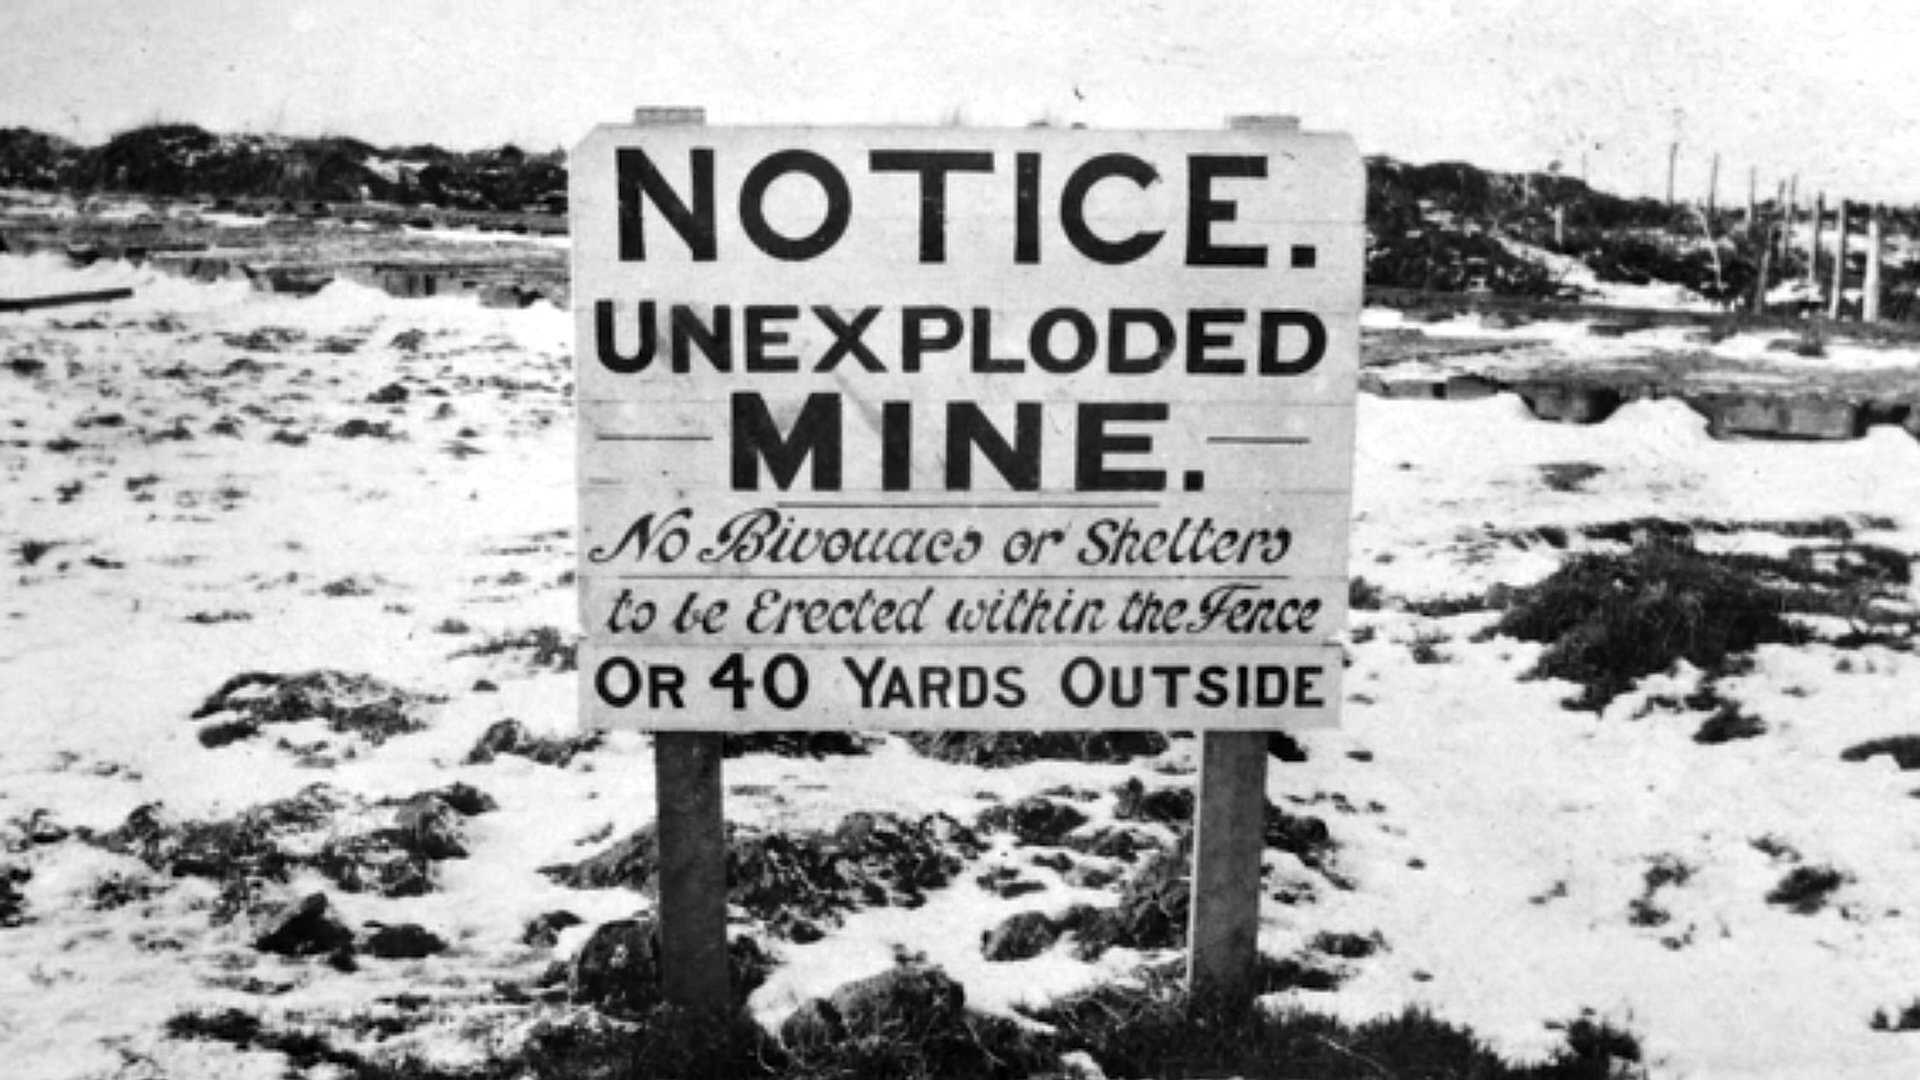 NOTICE.
UNEXPLODED
MINE.
No Bivouacs or Shelters
to be Erected within the Fence
OR 40 YARDS OUTSIDE